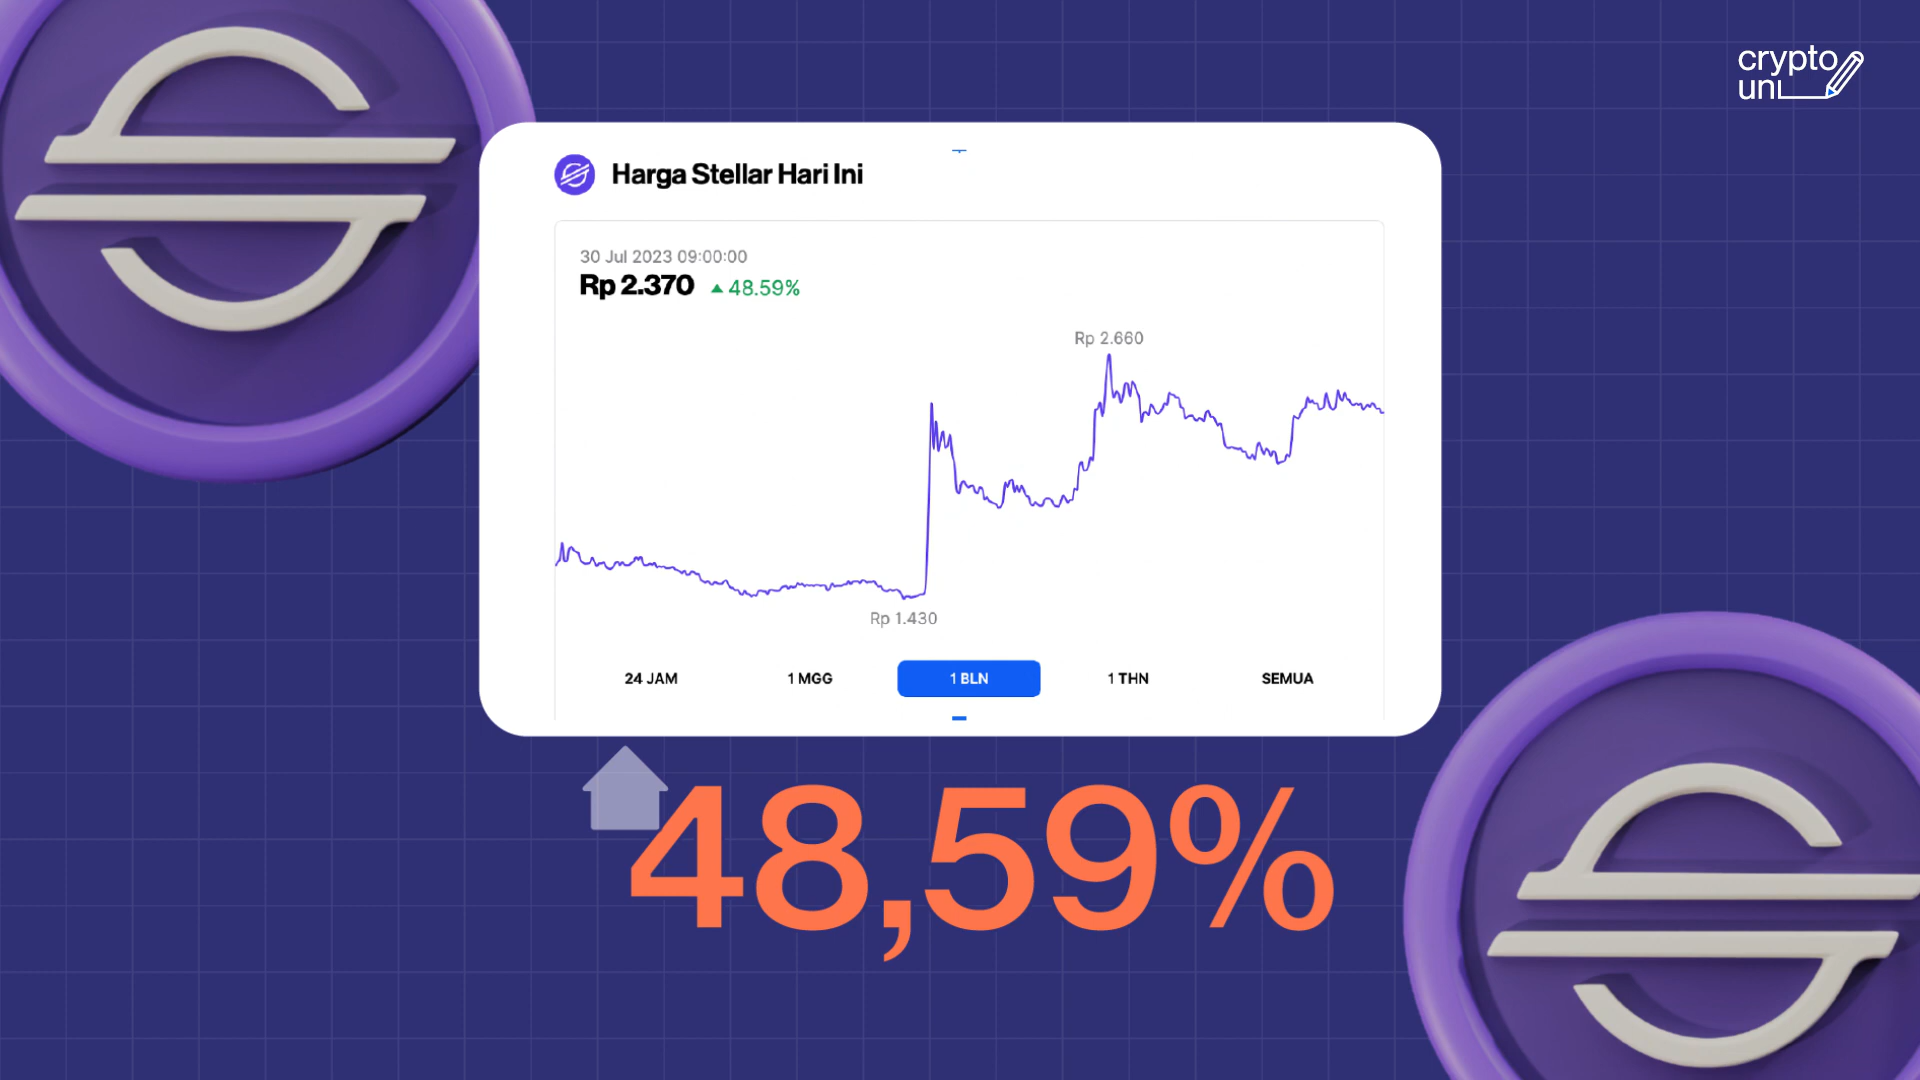 crypto
uni
Harga Stellar Hari Ini
30 Jul 2023 09:00:00
Rp 2.370 ▲ 48.59%
Rp 2.660
Rp 1.430
24 JAM 1 MGG 1 BLN 1 THN SEMUA
48,59%